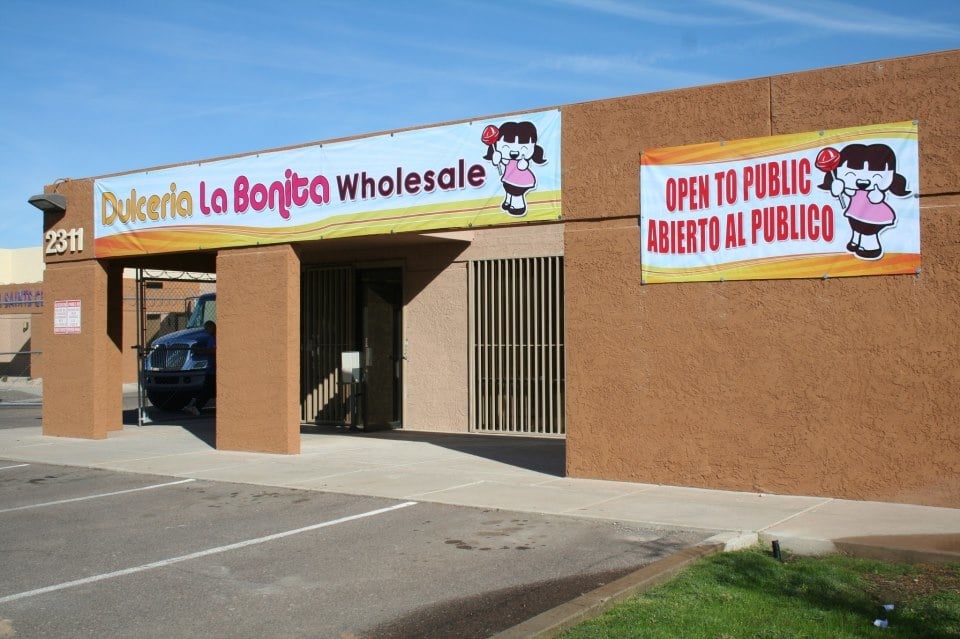 Dulceria La Bonita Wholesale
OPEN TO PUBLIC
ABIERTO AL PUBLICO
2311